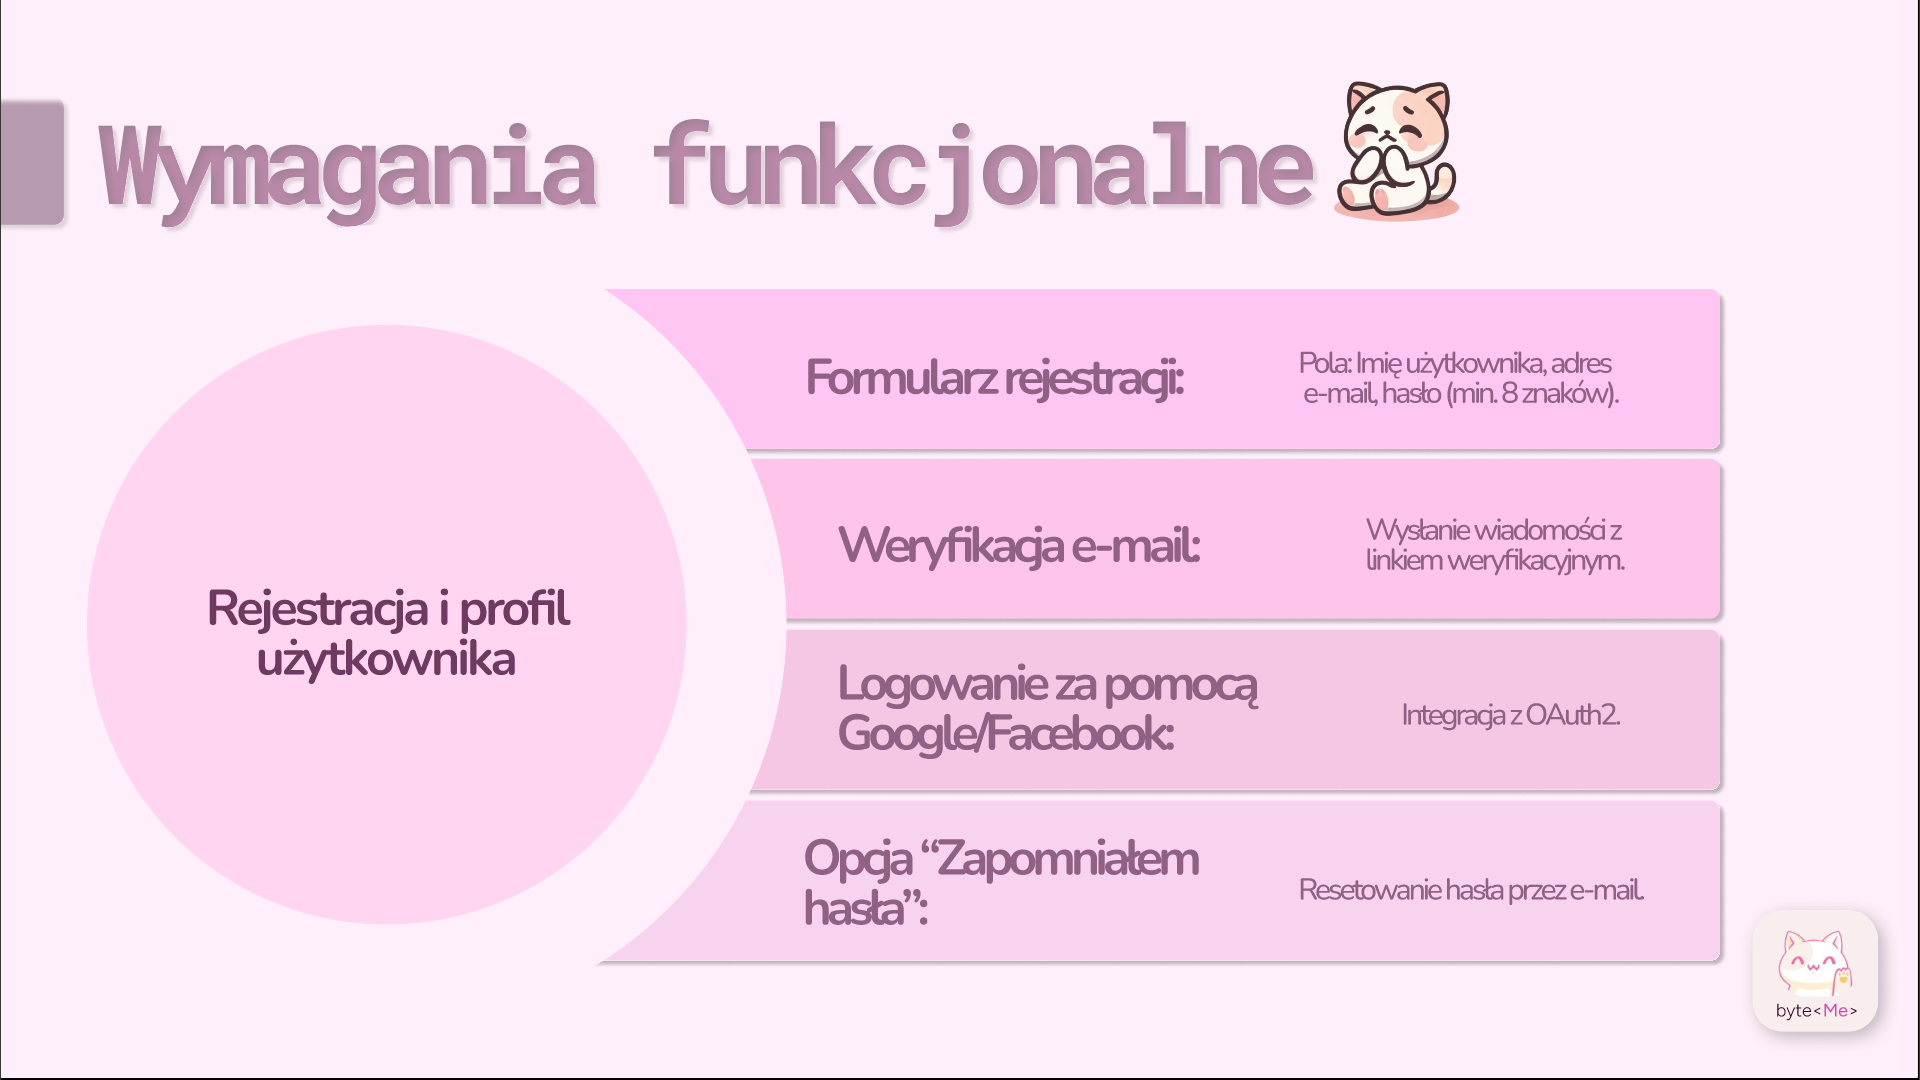 Wymagania funkcjonalne
Rejestracja i profil
użytkownika
Formularz rejestracji:
Pola: Imię użytkownika, adres
e-mail, hasło (min. 8 znaków).
Weryfikacja e-mail:
Wysłanie wiadomości z
linkiem weryfikacyjnym.
Logowanie za pomocą
Google/Facebook:
Integracja z OAuth2.
Opcja “Zapomniałem
hasła”:
Resetowanie hasła przez e-mail.
byte<Me>